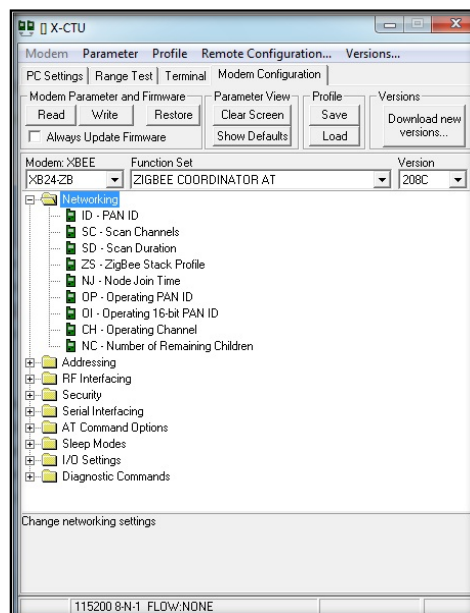 X-CTU
Modem Parameter Profile Remote Configuration... Versions...
PC Settings Range Test Terminal Modem Configuration
Modem Parameter and Firmware Parameter View Profile Versions
Read Write Restore Clear Screen Save Download new versions...
Always Update Firmware Show Defaults Load
Modem: XBEE Function Set Version
XB24-ZB ZIGBEE COORDINATOR AT 208C
Networking
ID - PAN ID
SC - Scan Channels
SD - Scan Duration
ZS - ZigBee Stack Profile
NJ - Node Join Time
OP - Operating PAN ID
OI - Operating 16-bit PAN ID
CH - Operating Channel
NC - Number of Remaining Children
Addressing
RF Interfacing
Security
Serial Interfacing
AT Command Options
Sleep Modes
I/O Settings
Diagnostic Commands
Change networking settings
115200 8-N-1 FLOW:NONE